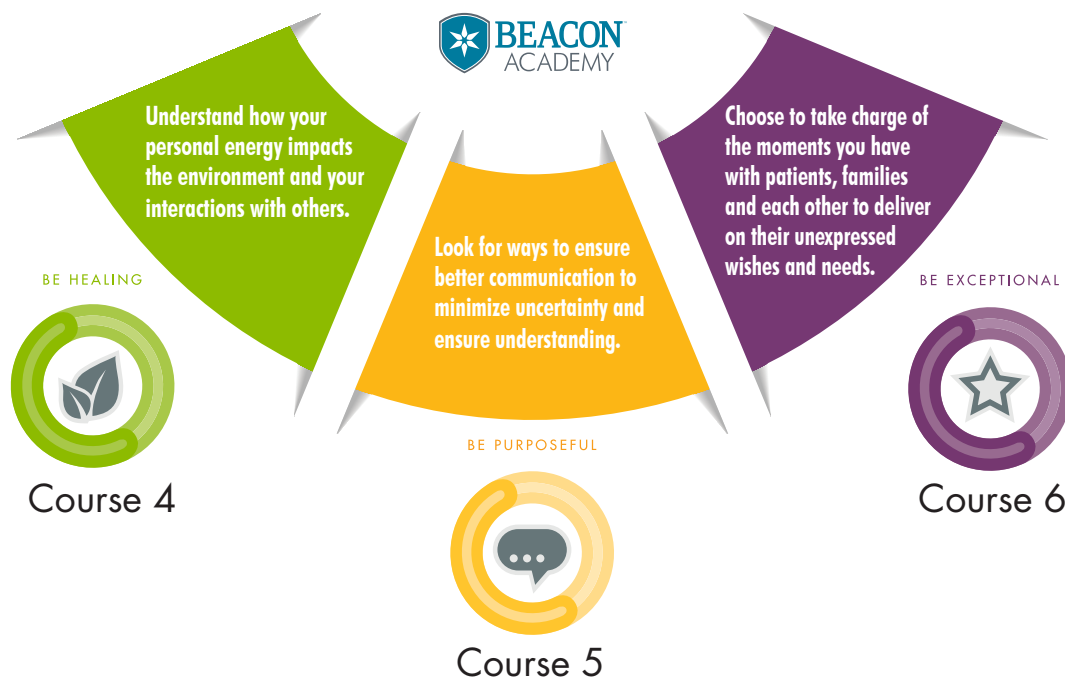 BEACON
ACADEMY
Understand how your
personal energy impacts
the environment and your
interactions with others.
BE HEALING
Course 4
Look for ways to ensure
better communication to
minimize uncertainty and
ensure understanding.
BE PURPOSEFUL
Course 5
Choose to take charge of
the moments you have
with patients, families
and each other to deliver
on their unexpressed
wishes and needs.
BE EXCEPTIONAL
Course 6